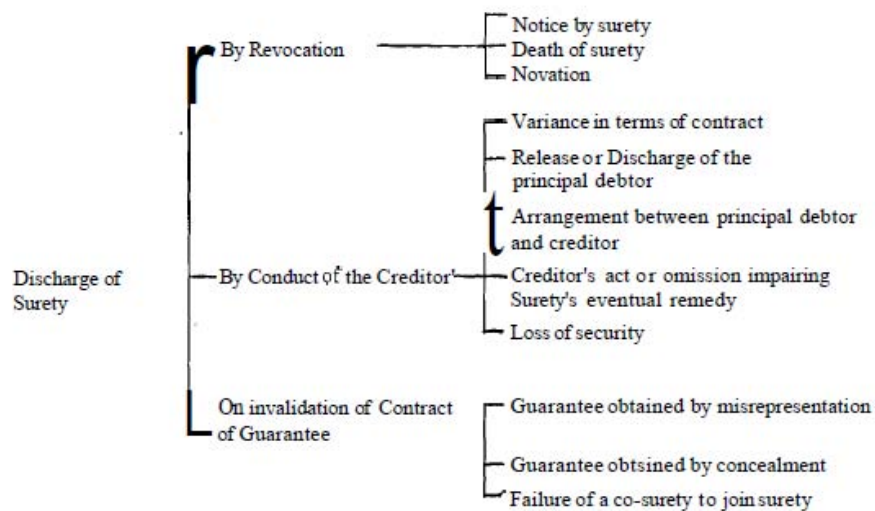 Notice by surety
By Revocation
Death of surety
Novation
Variance in terms of contract
Release or Discharge of the
principal debtor
Arrangement between principal debtor
and creditor
Discharge of
Surety
By Conduct of the Creditor'
Creditor's act or omission impairing
Surety's eventual remedy
Loss of security
On invalidation of Contract
of Guarantee
Guarantee obtained by misrepresentation
Guarantee obtsined by concealment
Failure of a co-surety to join surety